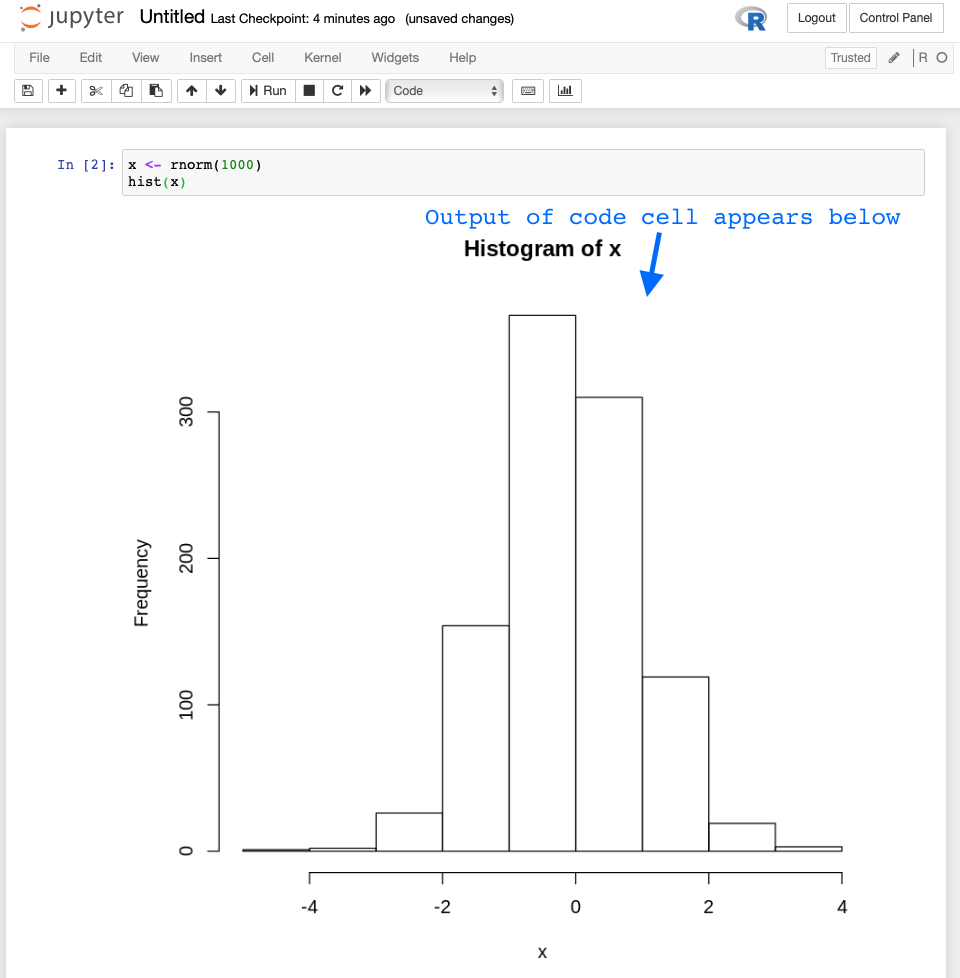 jupyter Untitled Last Checkpoint: 4 minutes ago (unsaved changes) R Logout Control Panel
File Edit View Insert Cell Kernel Widgets Help Trusted R
Run Code
In [2]: x <- rnorm(1000)
hist(x)
Output of code cell appears below
Histogram of x
300
200
100
0
Frequency
-4 -2 0 2 4
x